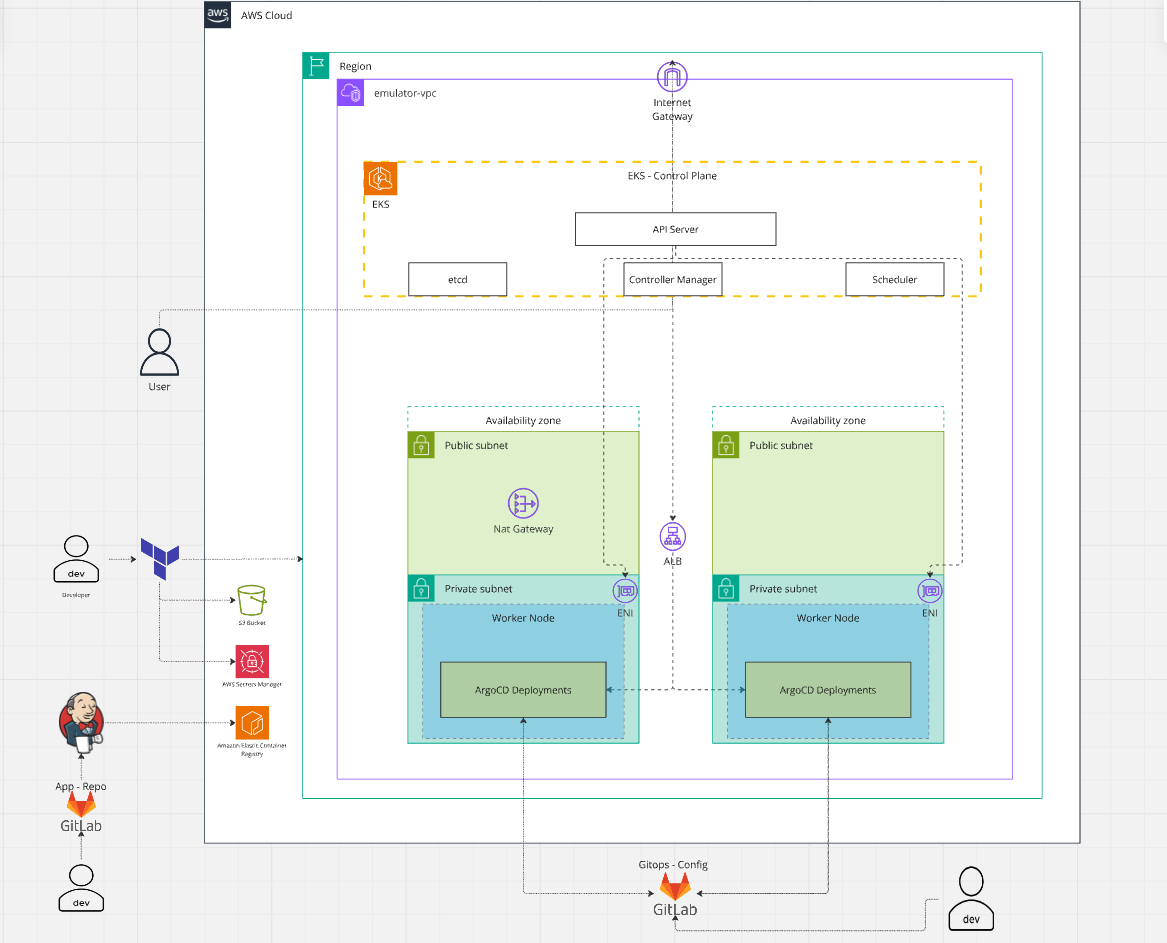 aws
AWS Cloud
Region
emulator-vpc
Internet
Gateway
EKS - Control Plane
EKS
API Server
etcd
Controller Manager
Scheduler
User
Availability zone
Availability zone
Public subnet
Public subnet
Nat Gateway
ALB
dev
Developer
Private subnet
Private subnet
ENI
ENI
Worker Node
Worker Node
S3 Bucket
AWS Secrets Manager
ArgoCD Deployments
ArgoCD Deployments
Amazon Elastic Container
Registry
App - Repo
GitLab
dev
Gitops - Config
GitLab
dev